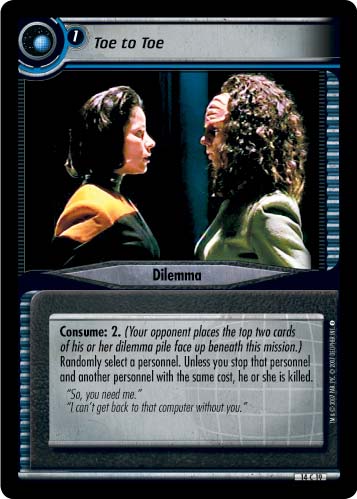 1
Toe to Toe
Dilemma
Consume: 2. (Your opponent places the top two cards
of his or her dilemma pile face up beneath this mission.)
Randomly select a personnel. Unless you stop that personnel
and another personnel with the same cost, he or she is killed.
"So, you need me."
"I can't get back to that computer without you."
14 C 19